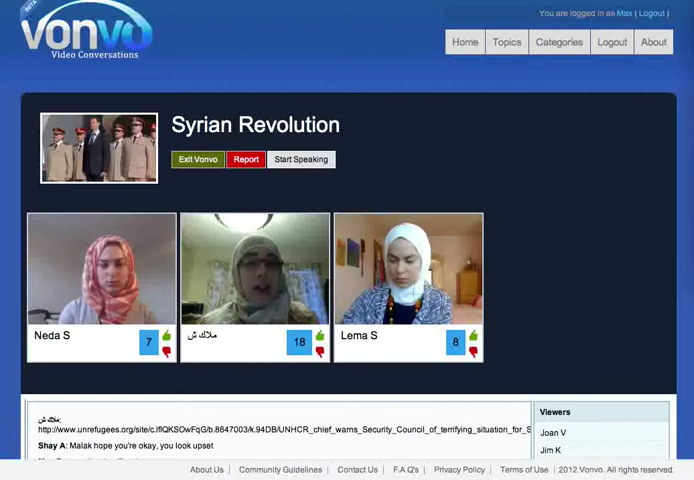 BETA
vonvo
Video Conversations
You are logged in as Max ( Logout )
Home Topics Categories Logout About
Syrian Revolution
Exit Vonvo Report Start Speaking
Neda S 7
ملاك ش 18
Lema S 8
ملاك ش:
http://www.unrefugees.org/site/c.lfIQKSOwFqG/b.8647003/k.94DB/UNHCR_chief_warns_Security_Council_of_terrifying_situation_for_S
Shay A: Malak hope you're okay, you look upset
Viewers
Joan V
Jim K
About Us | Community Guidelines | Contact Us | F.A.Q's | Privacy Policy | Terms of Use | 2012 Vonvo. All rights reserved.